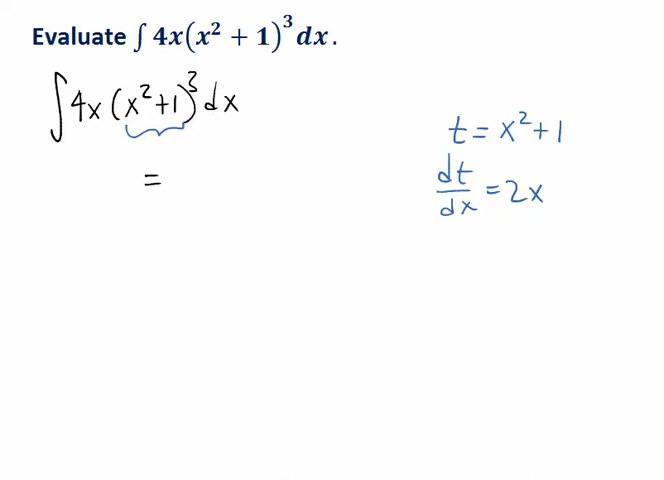 Evaluate ∫ 4x(x² + 1)³ dx.
∫ 4x (x²+1)³ dx
t = x² + 1
dt/dx = 2x
=